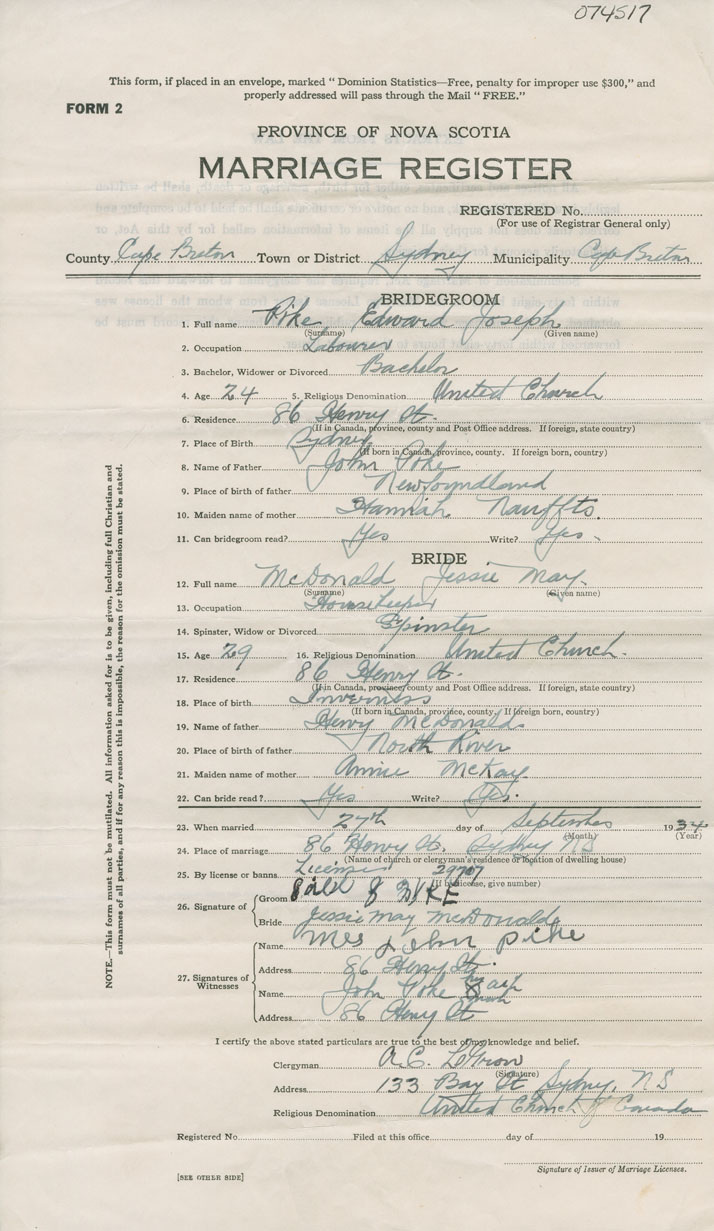 074517
This form, if placed in an envelope, marked "Dominion Statistics—Free, penalty for improper use $300," and
properly addressed will pass through the Mail "FREE."
FORM 2
PROVINCE OF NOVA SCOTIA
MARRIAGE REGISTER
REGISTERED No.
(For use of Registrar General only)
County Cape Breton Town or District Sydney Municipality Cape Breton
BRIDEGROOM
1. Full name Pike Edward Joseph
(Surname) (Given name)
2. Occupation Labourer
3. Bachelor, Widower or Divorced Bachelor
4. Age 24 5. Religious Denomination United Church
6. Residence 86 Henry St.
(If in Canada, province, county and Post Office address. If foreign, state country)
7. Place of Birth Sydney
(If born in Canada, province, county. If foreign born, country)
8. Name of Father John Pike
9. Place of birth of father Newfoundland
10. Maiden name of mother Hannah
11. Can bridegroom read? Yes Write? Yes
BRIDE
12. Full name McDonald Jessie May
(Surname) (Given name)
13. Occupation Housekeeper
14. Spinster, Widow or Divorced Spinster
15. Age 29 16. Religious Denomination United Church
17. Residence 86 Henry St.
(If in Canada, province, county and Post Office address. If foreign, state country)
18. Place of birth Inverness
(If born in Canada, province, county, If foreign born, country)
19. Name of father Henry McDonald
20. Place of birth of father North River
21. Maiden name of mother Annie McKay
22. Can bride read? Yes Write? Yes.
23. When married 27th day of September 1934
(Month) (Year)
24. Place of marriage 86 Henry St. Sydney NS
(Name of church or clergyman's residence or location of dwelling house)
25. By license or banns License 29707
(If by license, give number)
26. Signature of
Groom PIKE
Bride Jessie May McDonald
27. Signatures of Witnesses
Name Mrs John Pike
Address 86 Henry St.
Name John Pike his X mark
Address 86 Henry St
I certify the above stated particulars are true to the best of my knowledge and belief.
Clergyman A.C.
(Signature)
Address 133 Bay St Sydney, NS
Religious Denomination United Church of Canada
Registered No. Filed at this office day of 19
Signature of Issuer of Marriage Licenses.
[SEE OTHER SIDE]
NOTE.—This form must not be mutilated. All information asked for is to be given, including full Christian and
surnames of all parties, and if for any reason this is impossible, the reason for the omission must be stated.